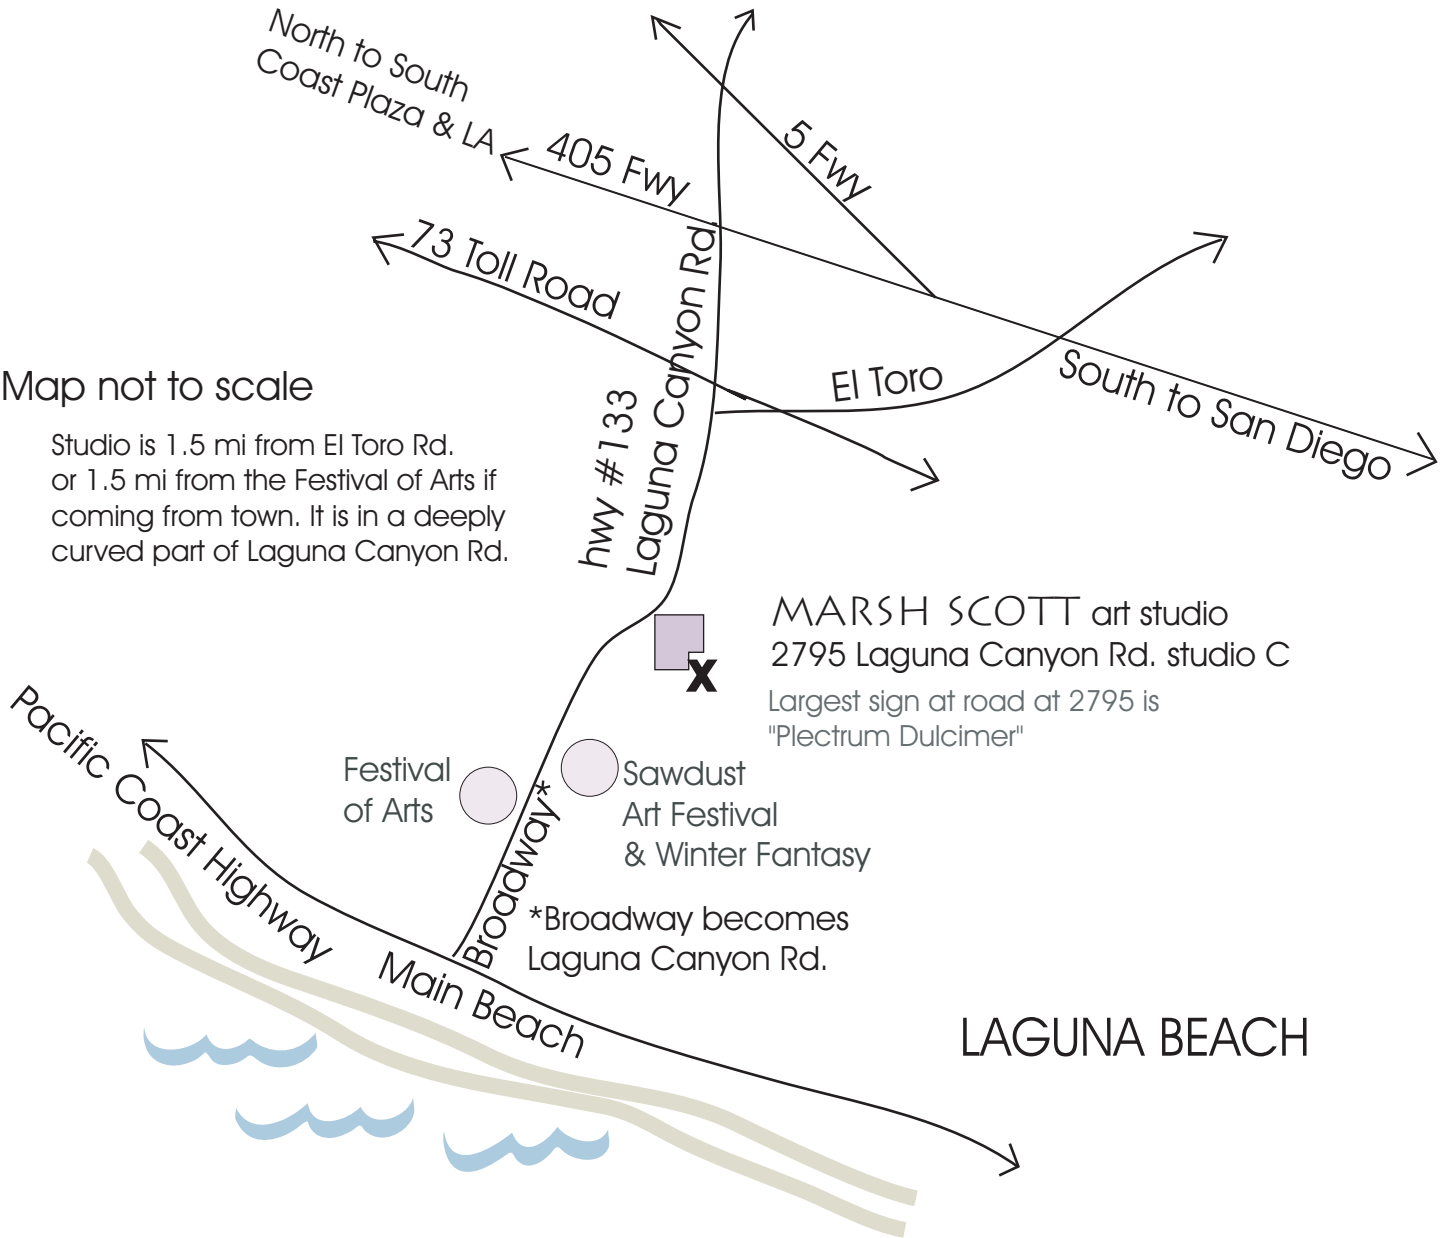 North to South
Coast Plaza & LA
405 Fwy
5 Fwy
73 Toll Road
hwy #133
Laguna Canyon Rd.
El Toro
South to San Diego
Map not to scale
Studio is 1.5 mi from El Toro Rd.
or 1.5 mi from the Festival of Arts if
coming from town. It is in a deeply
curved part of Laguna Canyon Rd.
MARSH SCOTT art studio
2795 Laguna Canyon Rd. studio C
Largest sign at road at 2795 is
"Plectrum Dulcimer"
X
Pacific Coast Highway
Festival
of Arts
Sawdust
Art Festival
& Winter Fantasy
Broadway*
*Broadway becomes
Laguna Canyon Rd.
Main Beach
LAGUNA BEACH